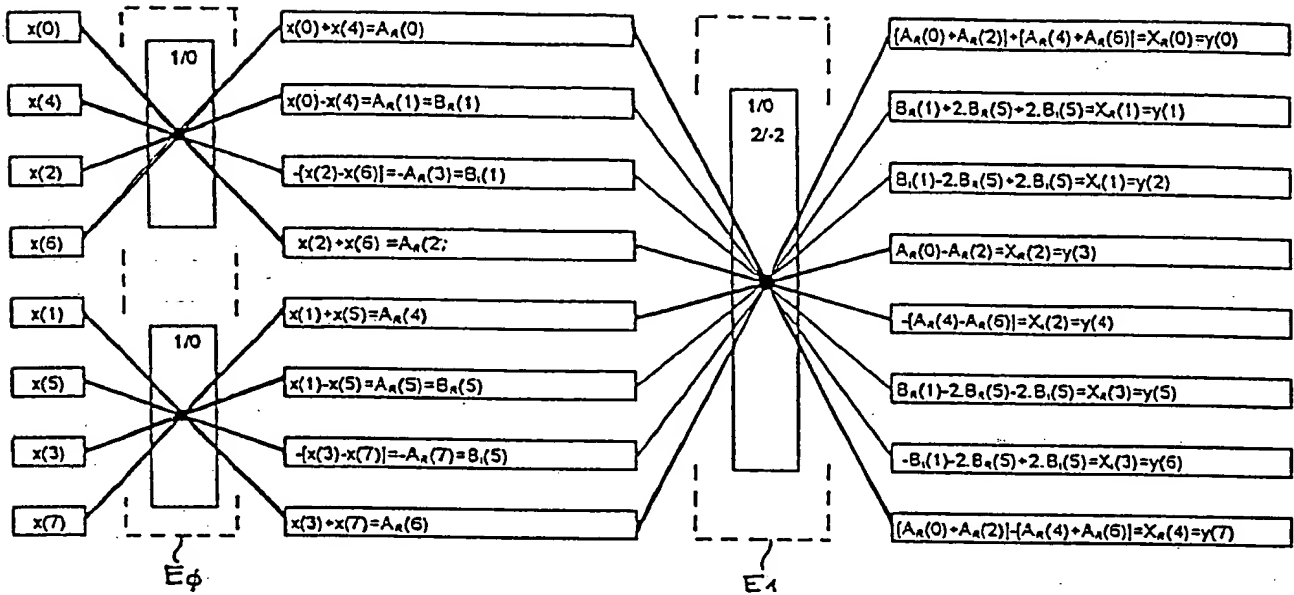 x(0)
x(4)
x(2)
x(6)
x(1)
x(5)
x(3)
x(7)
1/0
1/0
Eϕ
x(0)+x(4)=A_R(0)
x(0)-x(4)=A_R(1)=B_R(1)
-[x(2)-x(6)]=-A_R(3)=B_I(1)
x(2)+x(6) =A_R(2;
x(1)+x(5)=A_R(4)
x(1)-x(5)=A_R(5)=B_R(5)
-[x(3)-x(7)]=-A_R(7)=B_I(5)
x(3)+x(7)=A_R(6)
1/0
2/-2
E1
[A_R(0)+A_R(2)]+[A_R(4)+A_R(6)]=X_R(0)=y(0)
B_R(1)+2.B_R(5)+2.B_I(5)=X_R(1)=y(1)
B_I(1)-2.B_R(5)+2.B_I(5)=X_I(1)=y(2)
A_R(0)-A_R(2)=X_R(2)=y(3)
-[A_R(4)-A_R(6)]=X_I(2)=y(4)
B_R(1)-2.B_R(5)-2.B_I(5)=X_R(3)=y(5)
-B_I(1)-2.B_R(5)+2.B_I(5)=X_I(3)=y(6)
[A_R(0)+A_R(2)]-[A_R(4)+A_R(6)]=X_R(4)=y(7)